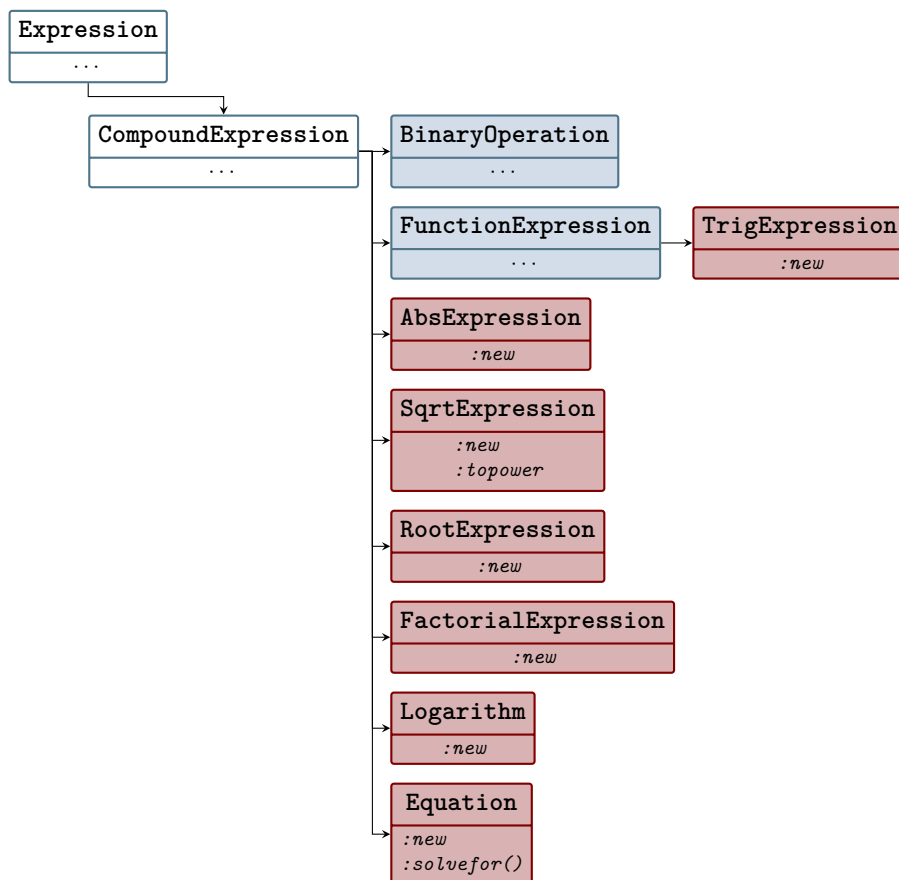 Expression
...
CompoundExpression
...
BinaryOperation
...
FunctionExpression
...
TrigExpression
:new
AbsExpression
:new
SqrtExpression
:new
:topower
RootExpression
:new
FactorialExpression
:new
Logarithm
:new
Equation
:new
:solvefor()